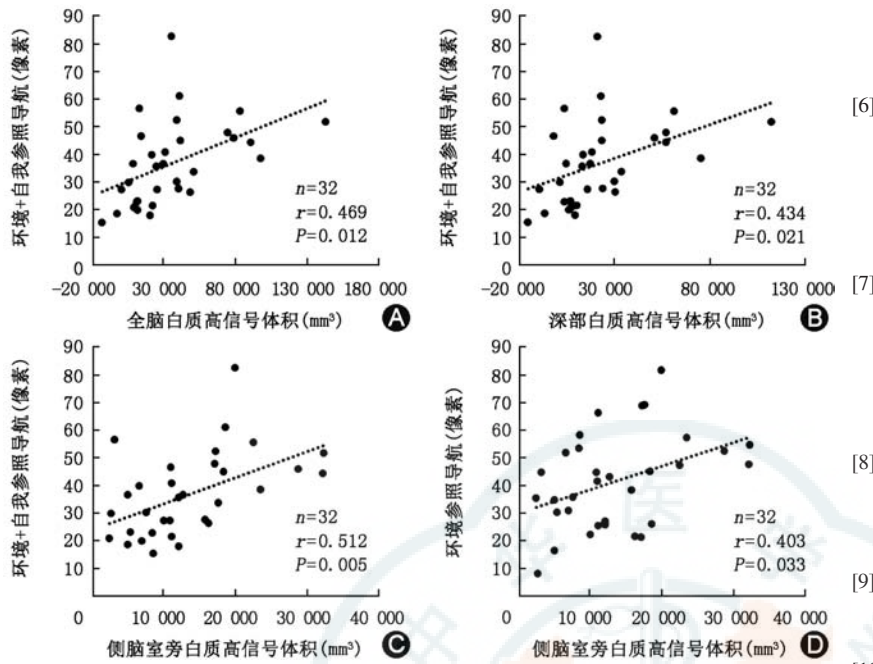 90
80
70
60
50
40
30
20
10
0
环境+自我参照导航(像素)
n=32
r=0.469
P=0.012
-20 000 30 000 80 000 130 000 180 000
全脑白质高信号体积(mm³)
A
90
80
70
60
50
40
30
20
10
0
环境+自我参照导航(像素)
n=32
r=0.434
P=0.021
-20 000 30 000 80 000 130 000
深部白质高信号体积(mm³)
B
90
80
70
60
50
40
30
20
10
环境+自我参照导航(像素)
n=32
r=0.512
P=0.005
0 10 000 20 000 30 000 40 000
侧脑室旁白质高信号体积(mm³)
C
90
80
70
60
50
40
30
20
10
环境参照导航(像素)
n=32
r=0.403
P=0.033
0 10 000 20 000 30 000 40 000
侧脑室旁白质高信号体积(mm³)
D
[6]
[7]
[8]
[9]
中华医学